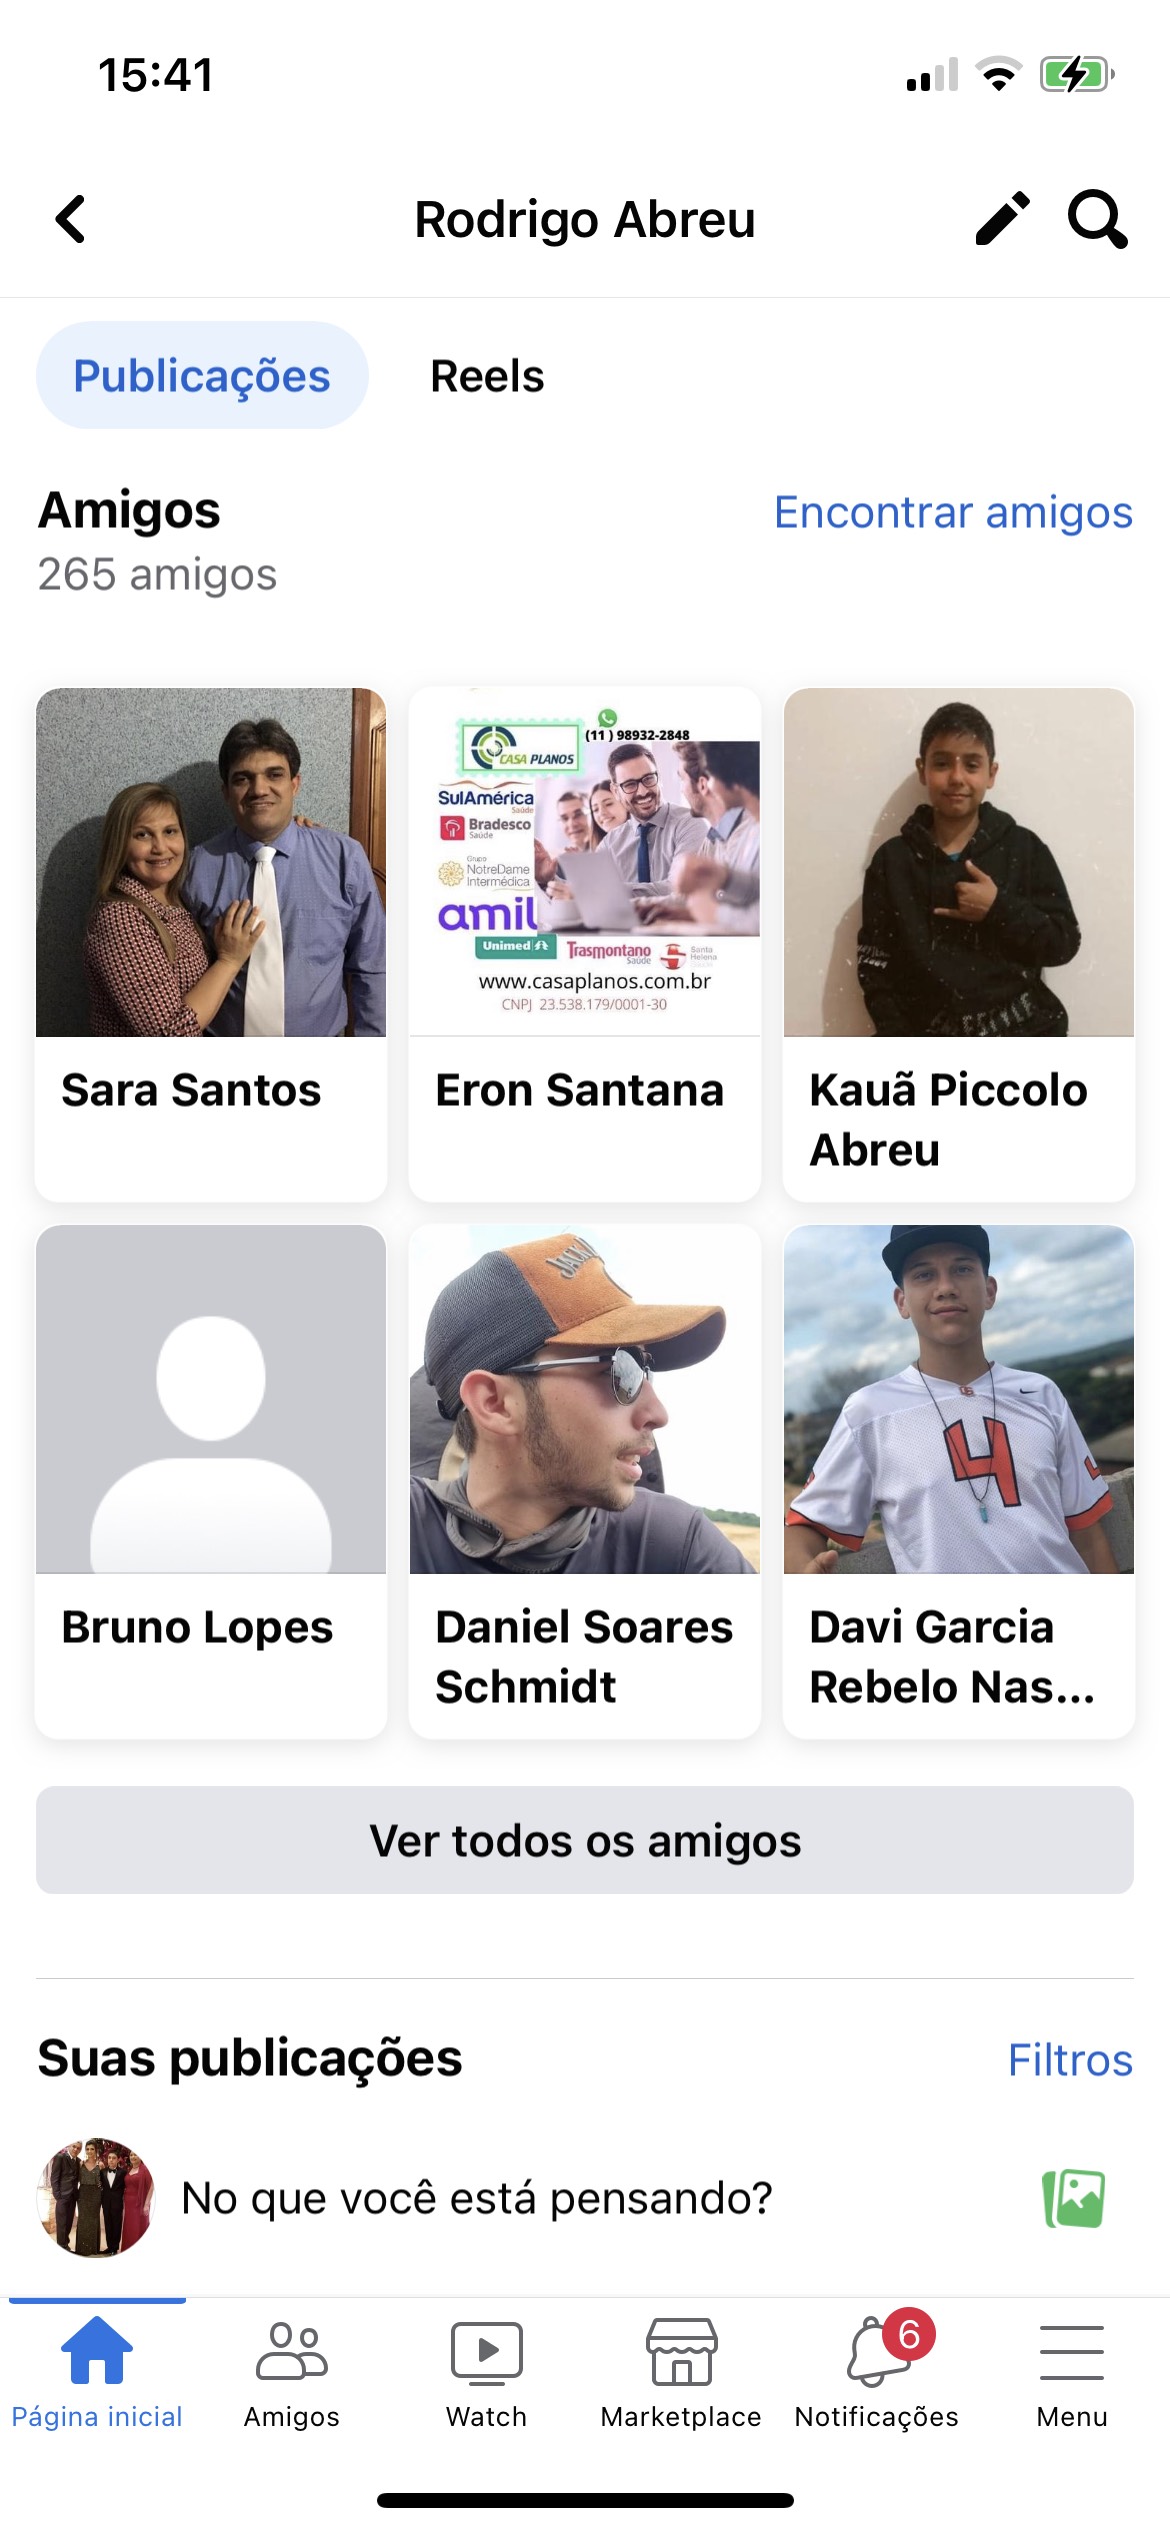 15:41
Rodrigo Abreu
Publicações
Reels
Amigos
Encontrar amigos
265 amigos
(11) 98932-2848
CASA PLANOS
SulAmérica
Saúde
Bradesco
Saúde
Grupo
NotreDame
Intermédica
amil
Unimed
Trasmontano
Saúde
Santa
Helena
www.casaplanos.com.br
CNPJ 23.538.179/0001-30
Sara Santos
Eron Santana
Kauã Piccolo
Abreu
4
Bruno Lopes
Daniel Soares
Schmidt
Davi Garcia
Rebelo Nas...
Ver todos os amigos
Suas publicações
Filtros
No que você está pensando?
6
Página inicial
Amigos
Watch
Marketplace
Notificações
Menu